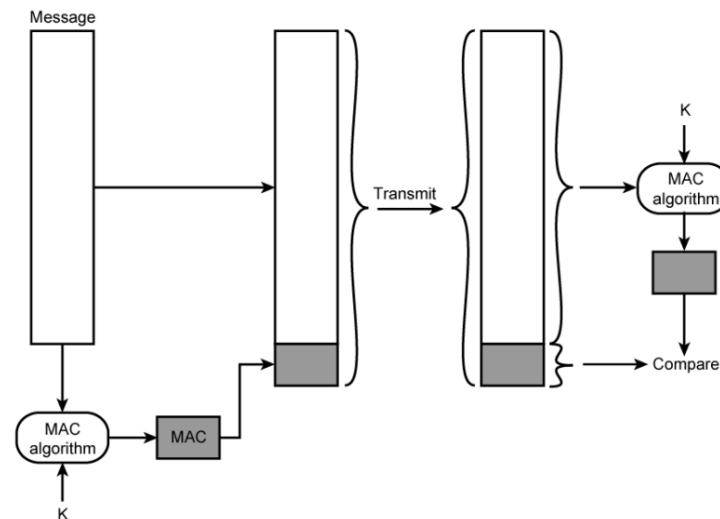 Message
K
Transmit
MAC
algorithm
Compare
MAC
algorithm
MAC
K